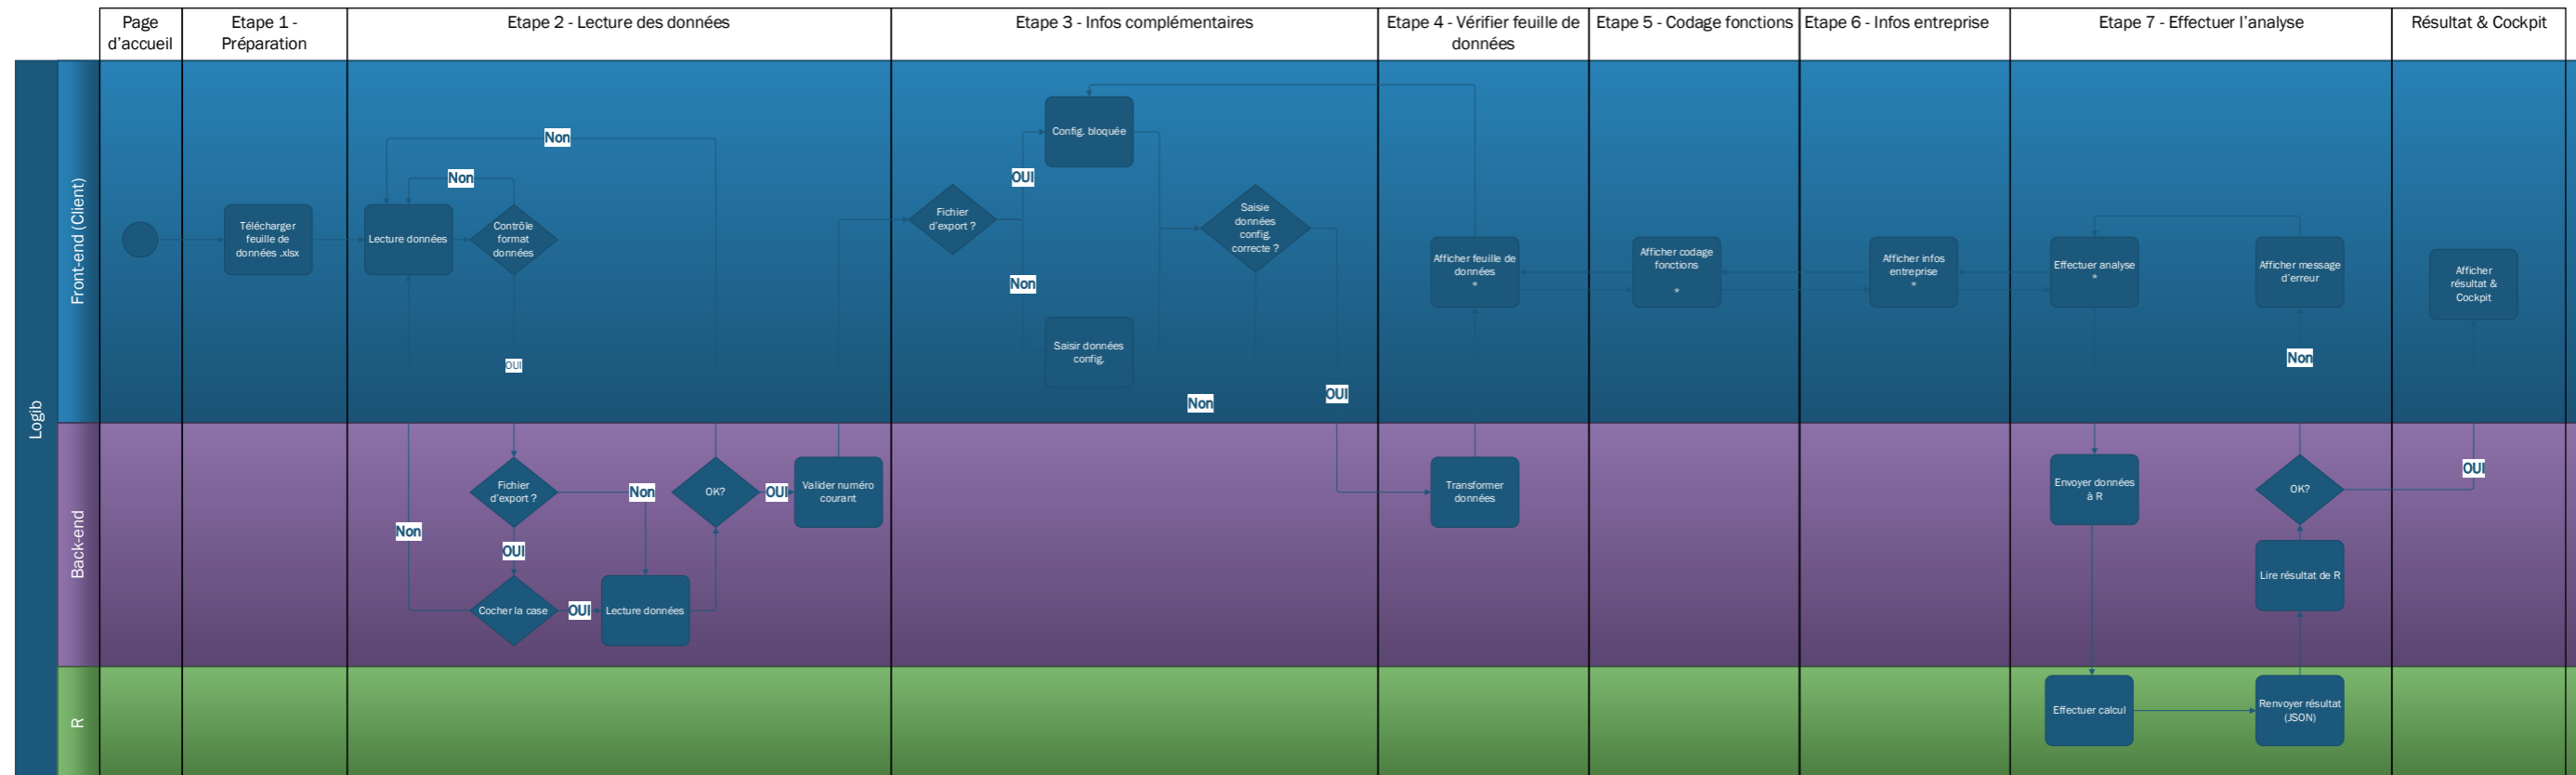 Page
d'accueil
Etape 1 -
Préparation
Etape 2 - Lecture des données
Etape 3 - Infos complémentaires
Etape 4 - Vérifier feuille de
données
Etape 5 - Codage fonctions
Etape 6 - Infos entreprise
Etape 7 - Effectuer l'analyse
Résultat & Cockpit
Logib
Front-end (Client)
Télécharger
feuille de
données .xlsx
Lecture données
Non
Non
Contrôle
format
données
OUI
Fichier
d'export ?
OUI
Non
Config. bloquée
Saisir données
config.
Saisie
données
config.
correcte ?
Non
OUI
Afficher feuille de
données
*
Afficher codage
fonctions
*
Afficher infos
entreprise
*
Effectuer analyse
*
Afficher message
d'erreur
Non
Afficher
résultat &
Cockpit
Back-end
Non
Fichier
d'export ?
Non
OUI
Cocher la case
OUI
Lecture données
OK?
OUI
Valider numéro
courant
Transformer
données
Envoyer données
à R
OK?
OUI
Lire résultat de R
R
Effectuer calcul
Renvoyer résultat
(JSON)